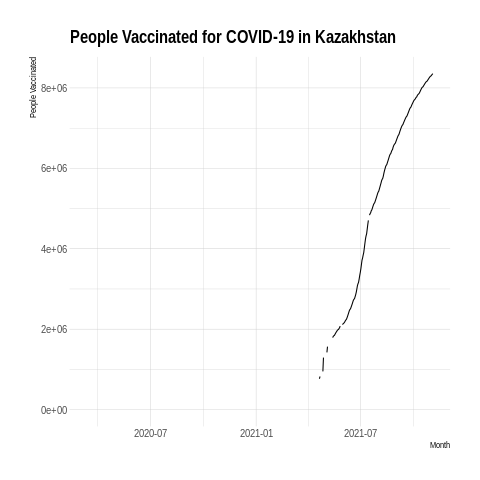 People Vaccinated for COVID-19 in Kazakhstan
People Vaccinated
8e+06
6e+06
4e+06
2e+06
0e+00
2020-07 2021-01 2021-07
Month